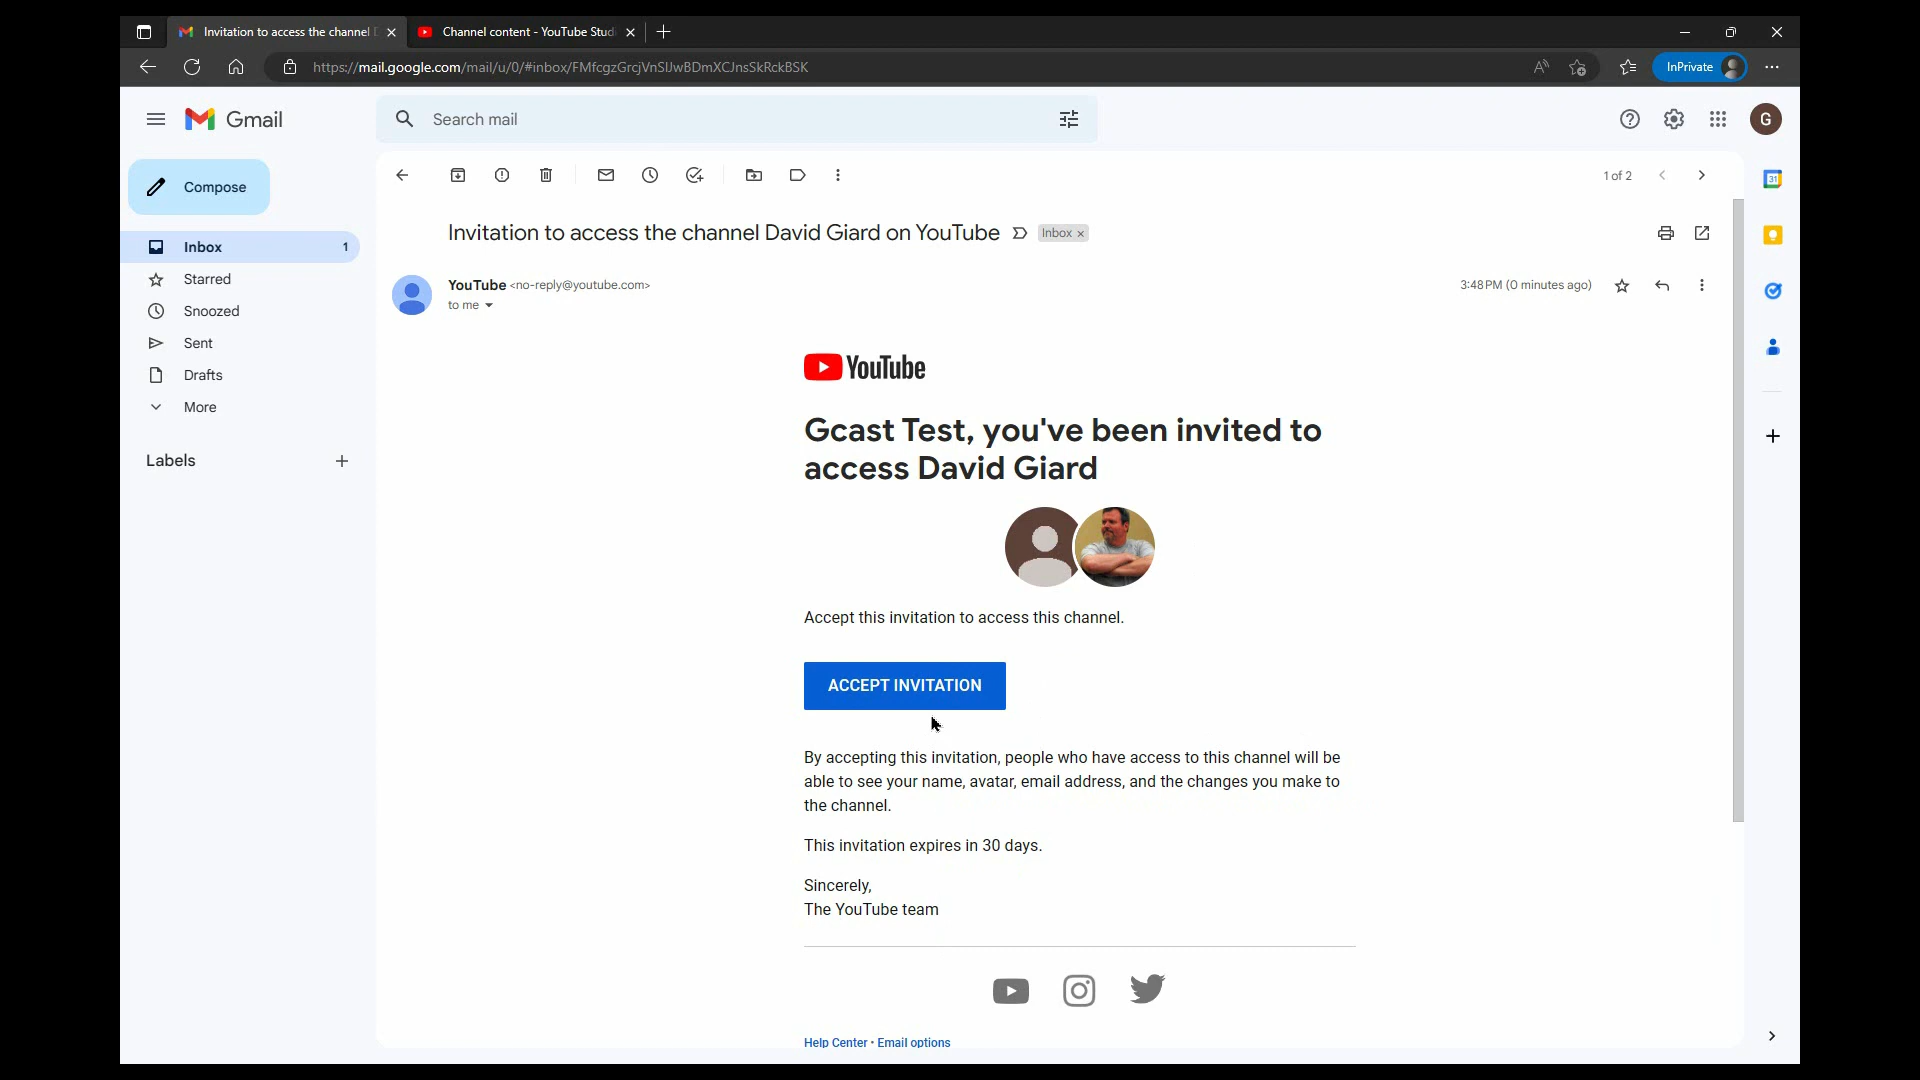 Invitation to access the channel D
Channel content - YouTube Stud
https://mail.google.com/mail/u/0/#inbox/FMfcgzGrcjVnSlJwBDmXCJnsSkRckBSK
InPrivate
Gmail
Search mail
G
Compose
1 of 2
31
Inbox 1
Starred
Snoozed
Sent
Drafts
More
Labels
Invitation to access the channel David Giard on YouTube
Inbox x
YouTube <no-reply@youtube.com>
3:48 PM (0 minutes ago)
to me
YouTube
Gcast Test, you've been invited to
access David Giard
Accept this invitation to access this channel.
ACCEPT INVITATION
By accepting this invitation, people who have access to this channel will be
able to see your name, avatar, email address, and the changes you make to
the channel.
This invitation expires in 30 days.
Sincerely,
The YouTube team
Help Center • Email options